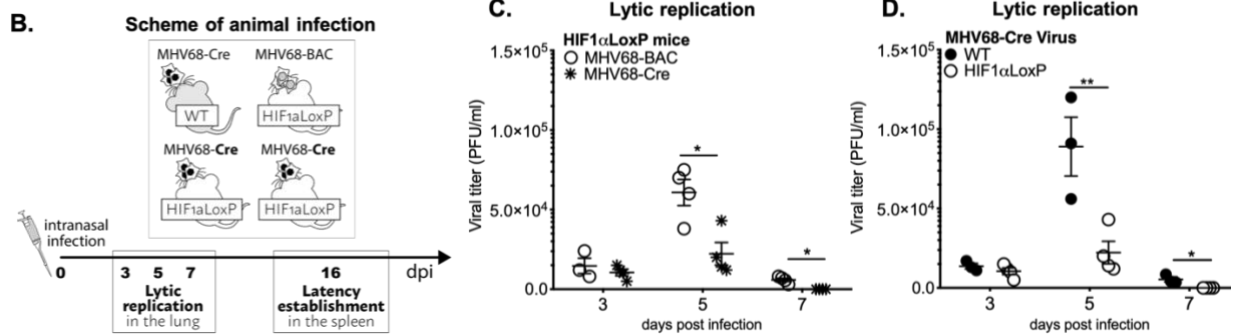 B.
Scheme of animal infection
MHV68-Cre
MHV68-BAC
WT
HIF1aLoxP
MHV68-Cre
MHV68-Cre
HIF1aLoxP
HIF1aLoxP
intranasal
infection
0
3 5 7
16
dpi
Lytic
replication
in the lung
Latency
establishment
in the spleen
C.
Lytic replication
HIF1αLoxP mice
MHV68-BAC
MHV68-Cre
Viral titer (PFU/ml)
1.5×10⁵
1.0×10⁵
5.0×10⁴
0.0
*
*
3 5 7
days post infection
D.
Lytic replication
MHV68-Cre Virus
WT
HIF1αLoxP
Viral titer (PFU/ml)
1.5×10⁵
1.0×10⁵
5.0×10⁴
0.0
**
*
3 5 7
days post infection